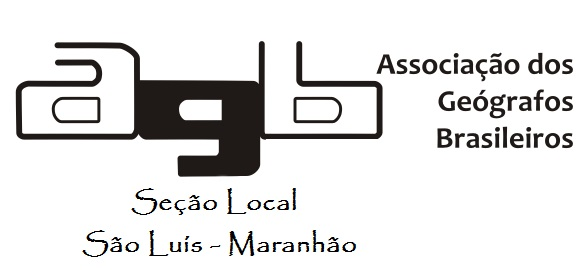 agb
Associação dos
Geógrafos
Brasileiros
Seção Local
São Luís - Maranhão